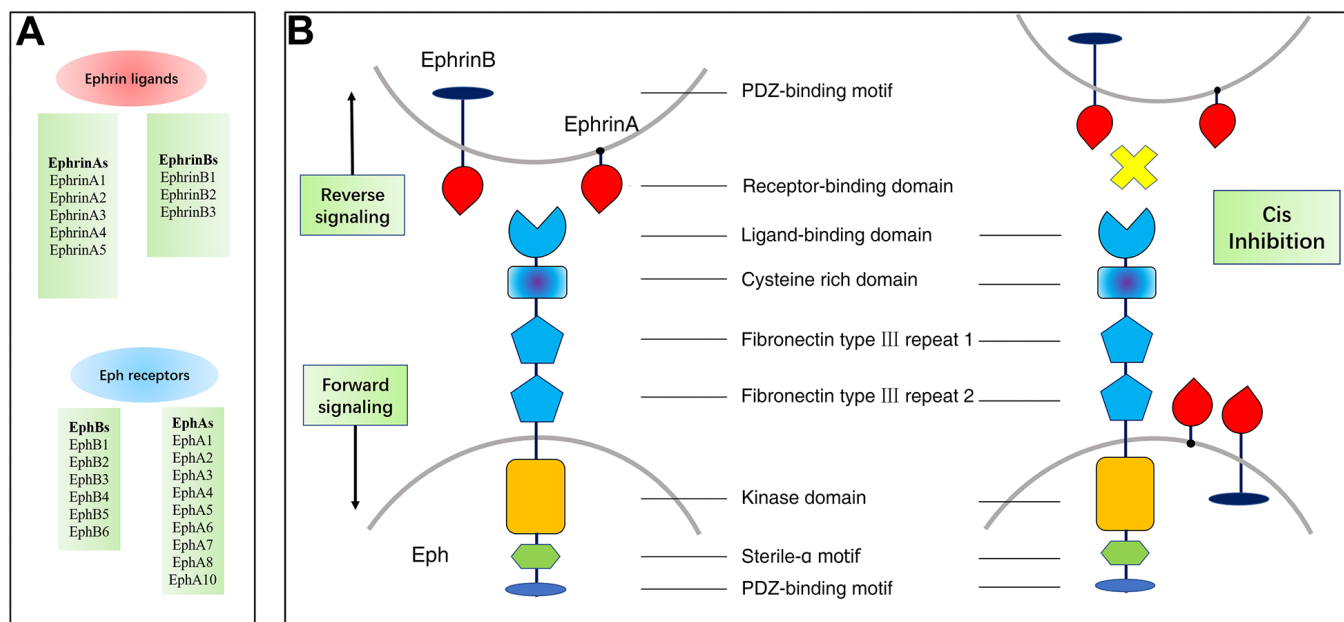 A
Ephrin ligands
EphrinAs
EphrinA1
EphrinA2
EphrinA3
EphrinA4
EphrinA5
EphrinBs
EphrinB1
EphrinB2
EphrinB3
Eph receptors
EphBs
EphB1
EphB2
EphB3
EphB4
EphB5
EphB6
EphAs
EphA1
EphA2
EphA3
EphA4
EphA5
EphA6
EphA7
EphA8
EphA10
B
EphrinB
EphrinA
Reverse
signaling
Forward
signaling
Eph
PDZ-binding motif
Receptor-binding domain
Ligand-binding domain
Cysteine rich domain
Fibronectin type III repeat 1
Fibronectin type III repeat 2
Kinase domain
Sterile-α motif
PDZ-binding motif
Cis
Inhibition